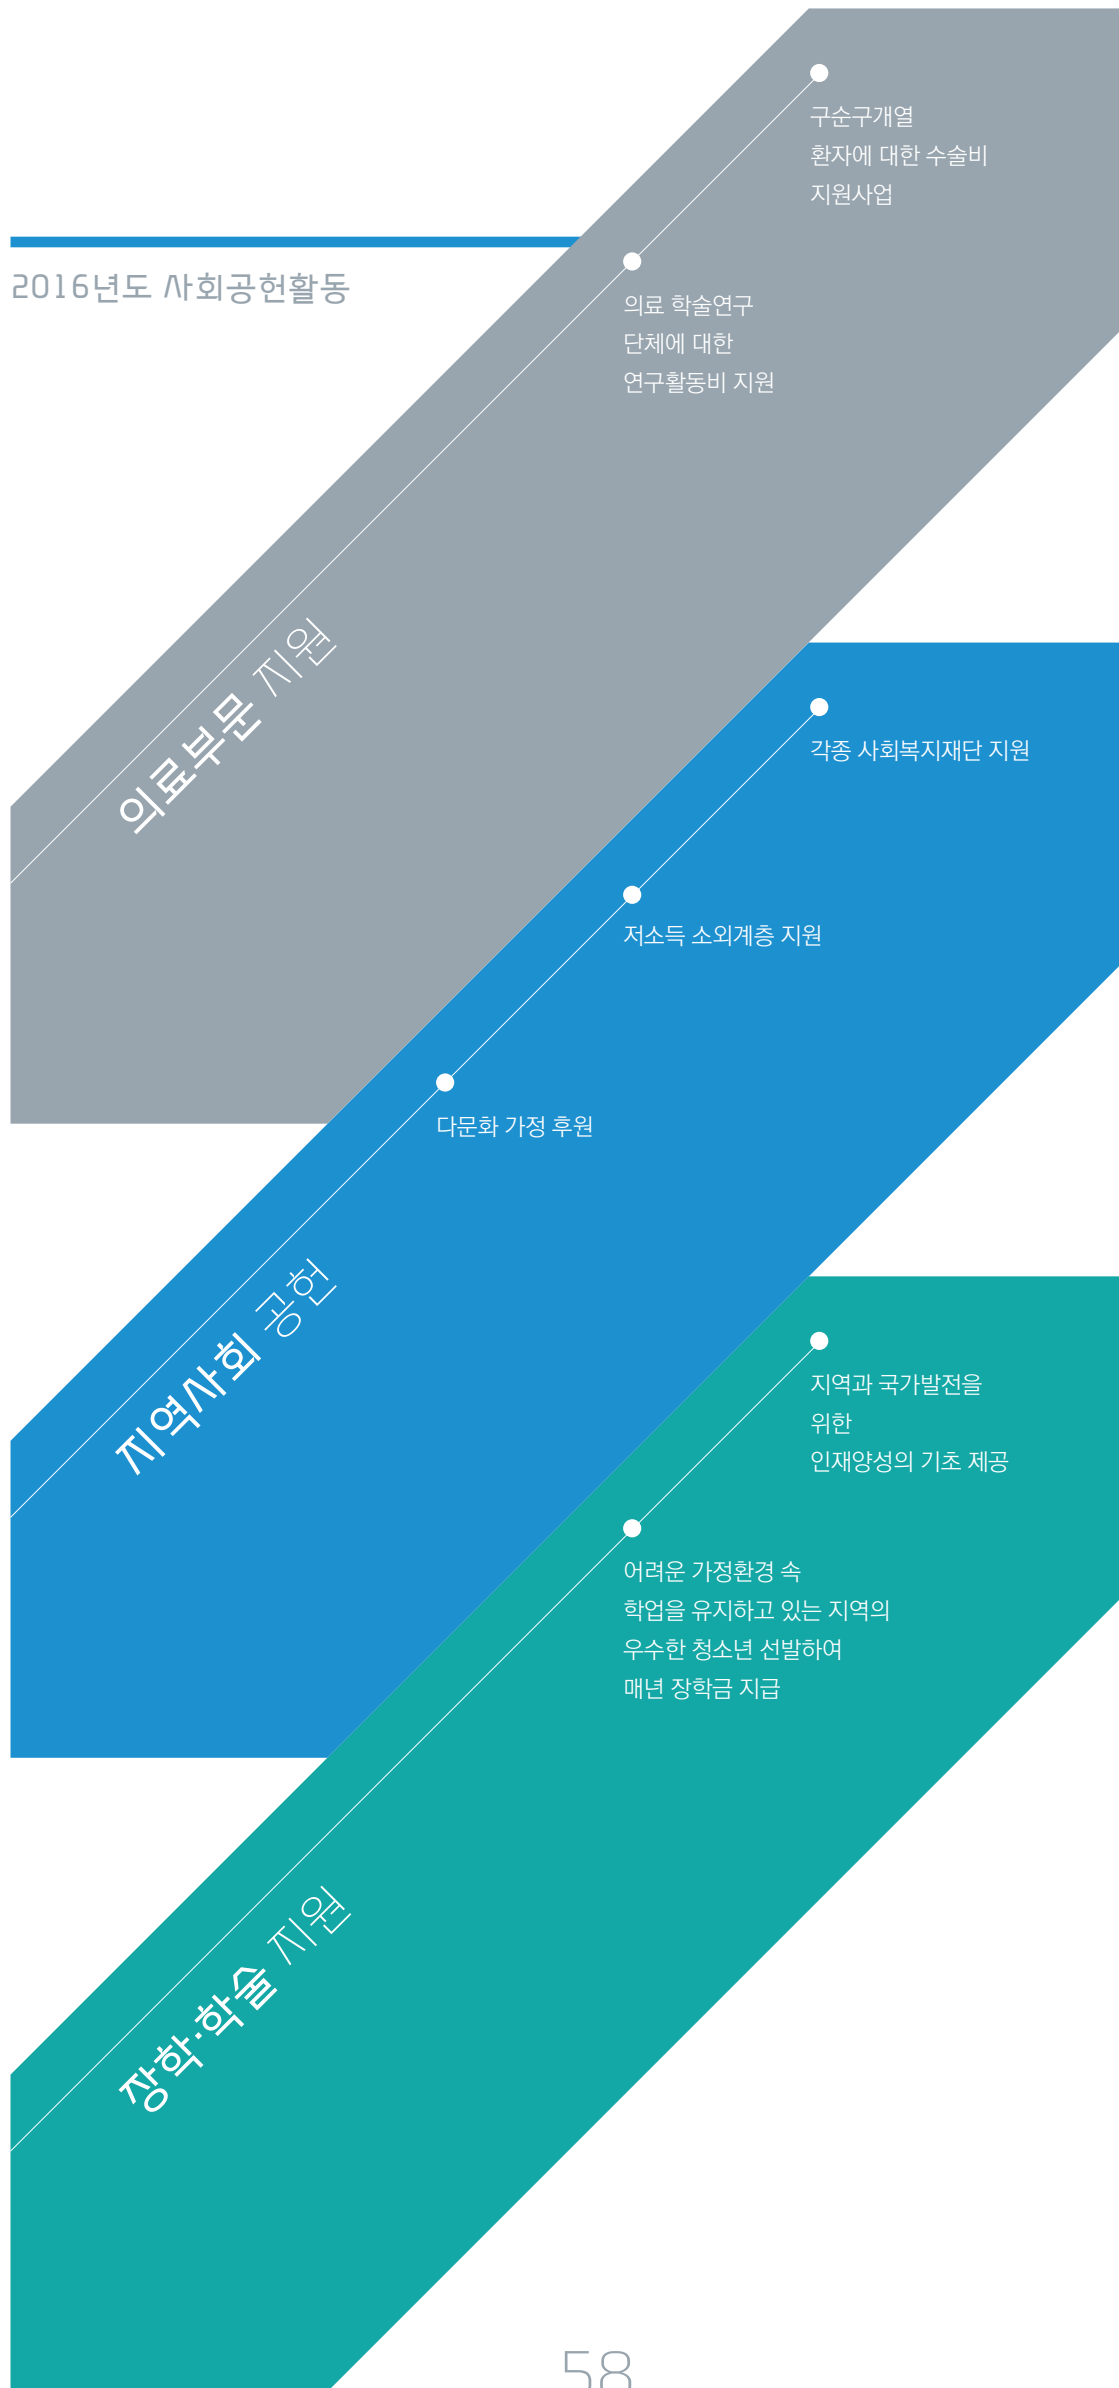 2016년도 사회공헌활동
의료부문 지원
구순구개열
환자에 대한 수술비
지원사업
의료 학술연구
단체에 대한
연구활동비 지원
지역사회 공헌
각종 사회복지재단 지원
저소득 소외계층 지원
다문화 가정 후원
장학·학술 지원
지역과 국가발전을
위한
인재양성의 기초 제공
어려운 가정환경 속
학업을 유지하고 있는 지역의
우수한 청소년 선발하여
매년 장학금 지급
58